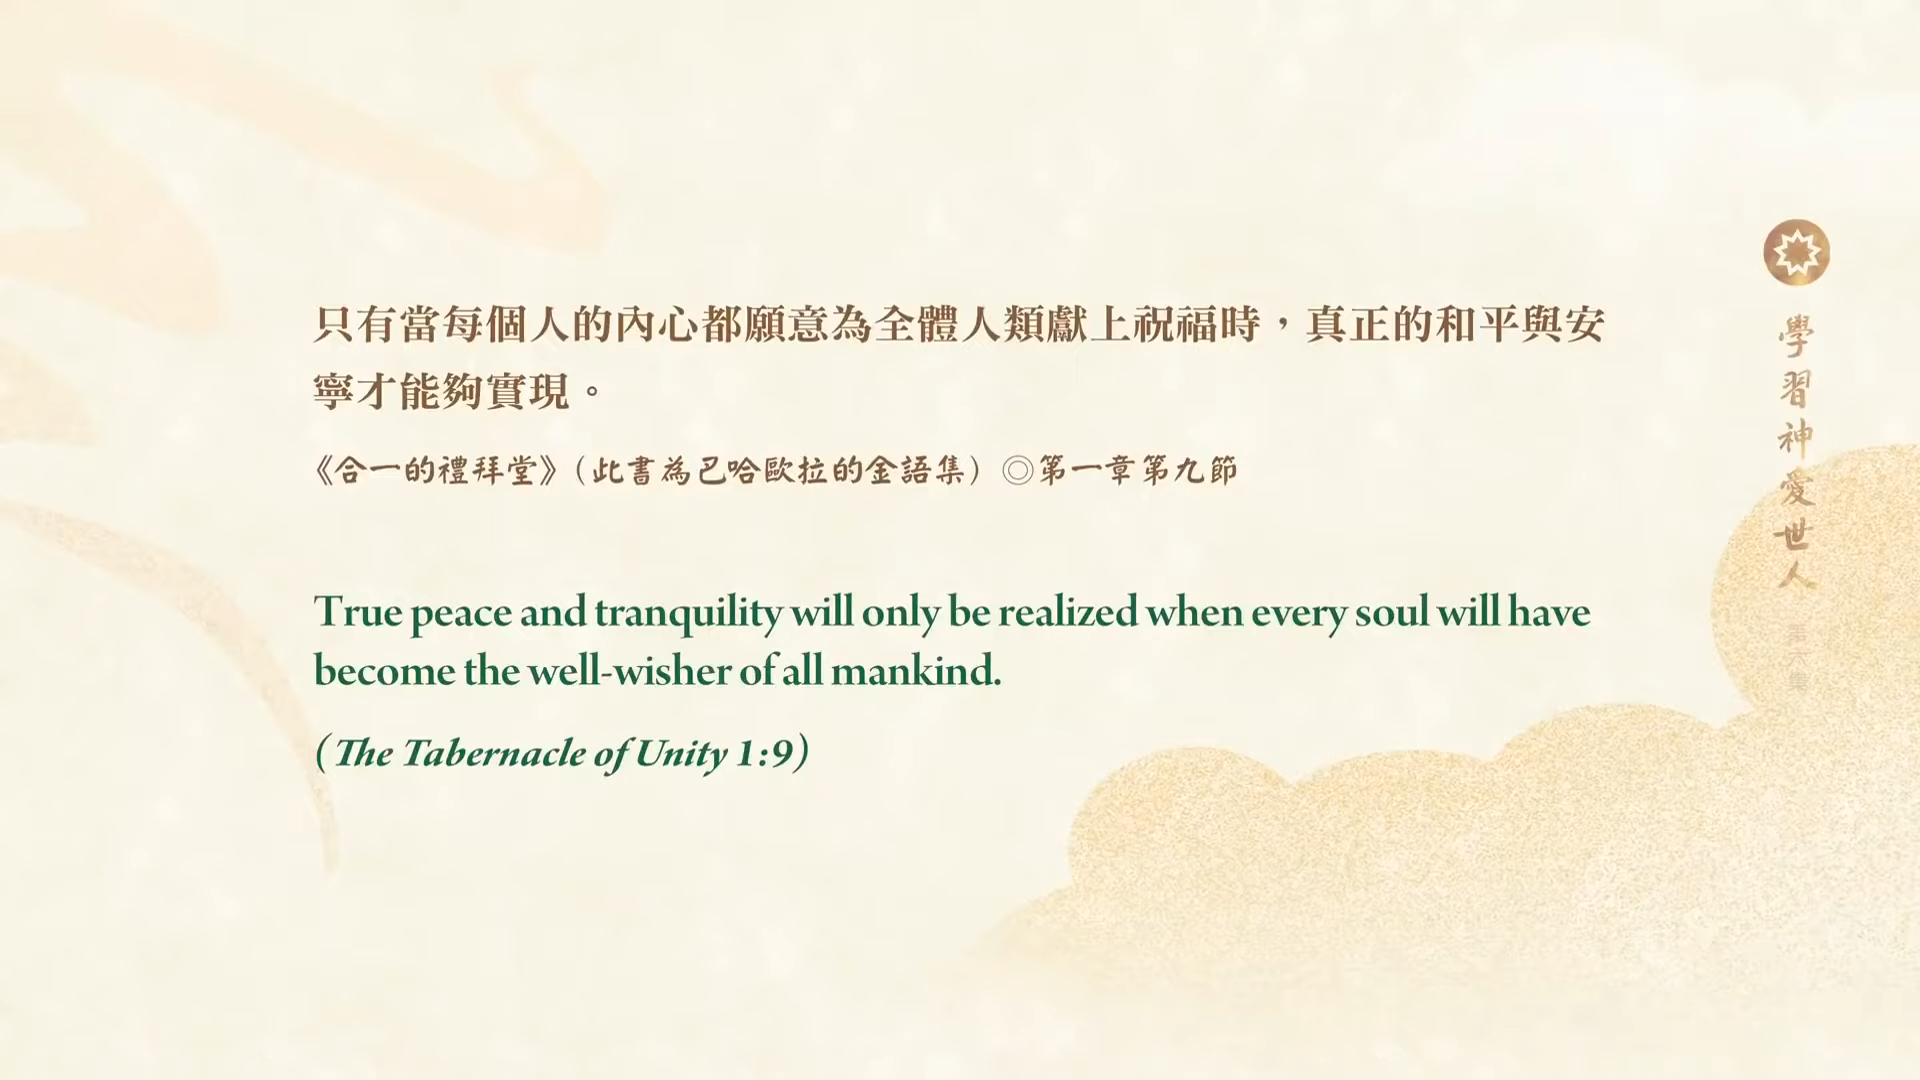 只有當每個人的內心都願意為全體人類獻上祝福時，真正的和平與安
寧才能夠實現。
《合一的禮拜堂》（此書為巴哈歐拉的金語集）◎第一章第九節
True peace and tranquility will only be realized when every soul will have
become the well-wisher of all mankind.
(The Tabernacle of Unity 1:9)
學習神愛世人